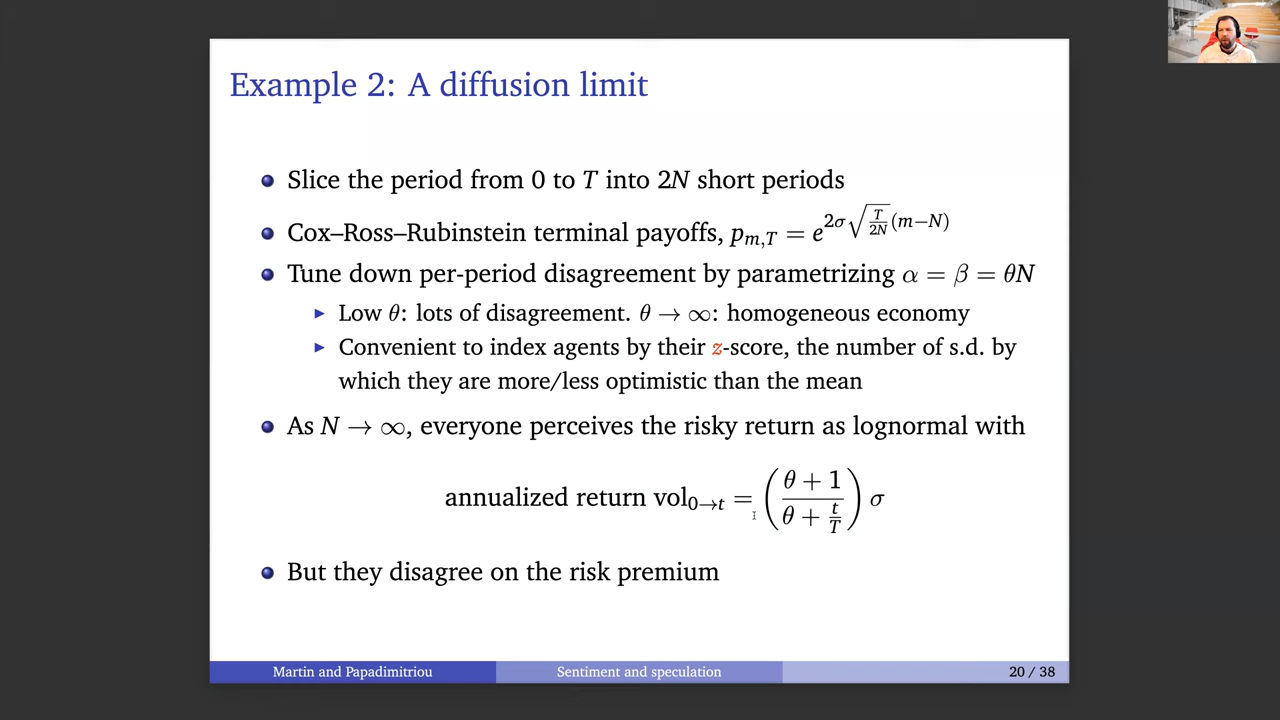 Example 2: A diffusion limit
Slice the period from 0 to T into 2N short periods
Cox–Ross–Rubinstein terminal payoffs, p_{m,T} = e^{2σ√(T/2N)(m−N)}
Tune down per-period disagreement by parametrizing α = β = θN
Low θ: lots of disagreement. θ → ∞: homogeneous economy
Convenient to index agents by their z-score, the number of s.d. by
which they are more/less optimistic than the mean
As N → ∞, everyone perceives the risky return as lognormal with
annualized return vol_{0→t} = ((θ + 1)/(θ + t/T)) σ
But they disagree on the risk premium
Martin and Papadimitriou Sentiment and speculation 20 / 38